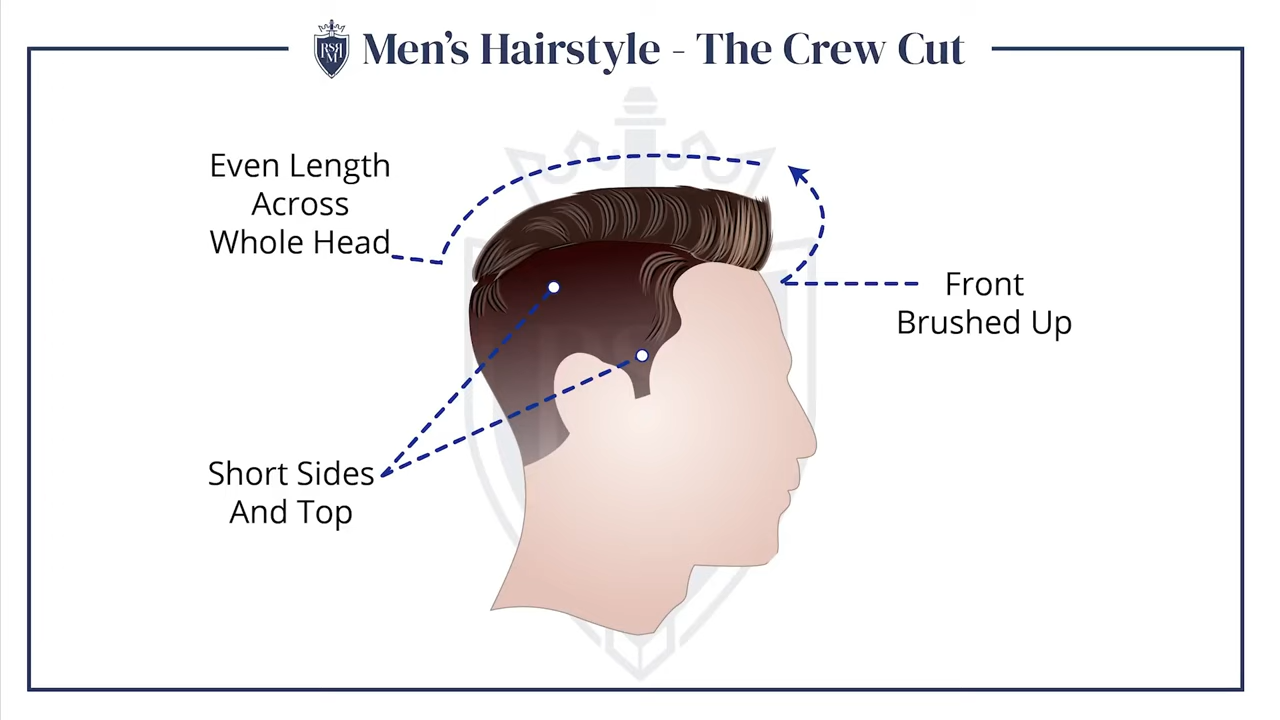 Men's Hairstyle - The Crew Cut
Even Length
Across
Whole Head
Front
Brushed Up
Short Sides
And Top